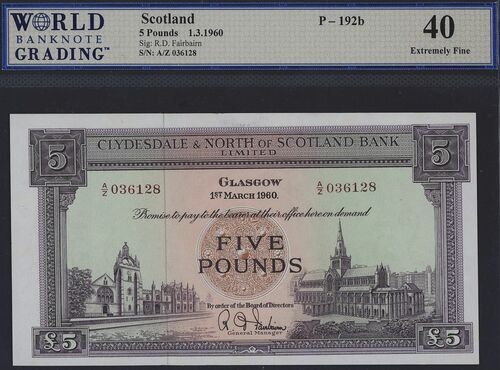 WORLD
BANKNOTE
GRADING™
Scotland
5 Pounds 1.3.1960
Sig: R.D. Fairbairn
S/N: A/Z 036128
P - 192b
40
Extremely Fine
5
CLYDESDALE & NORTH OF SCOTLAND BANK
LIMITED
5
GLASGOW
1ST MARCH 1960.
A/Z 036128
A/Z 036128
Promise to pay to the bearer at their office here on demand
FIVE
POUNDS
By order of the Board of Directors
R D Fairbairn
General Manager
£5
£5